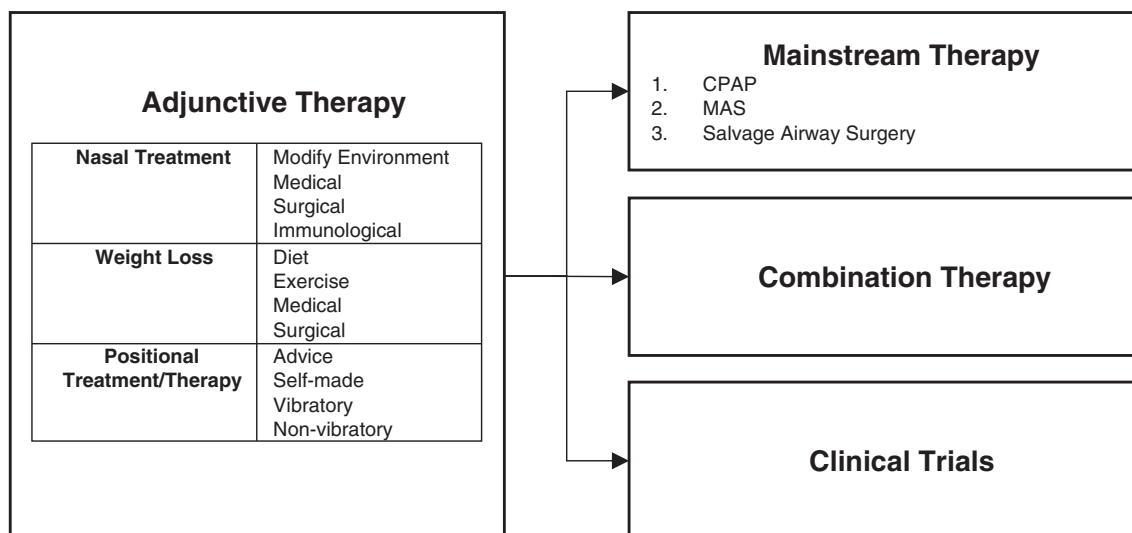 Adjunctive Therapy
Nasal Treatment
Modify Environment
Medical
Surgical
Immunological
Weight Loss
Diet
Exercise
Medical
Surgical
Positional
Treatment/Therapy
Advice
Self-made
Vibratory
Non-vibratory
Mainstream Therapy
1. CPAP
2. MAS
3. Salvage Airway Surgery
Combination Therapy
Clinical Trials